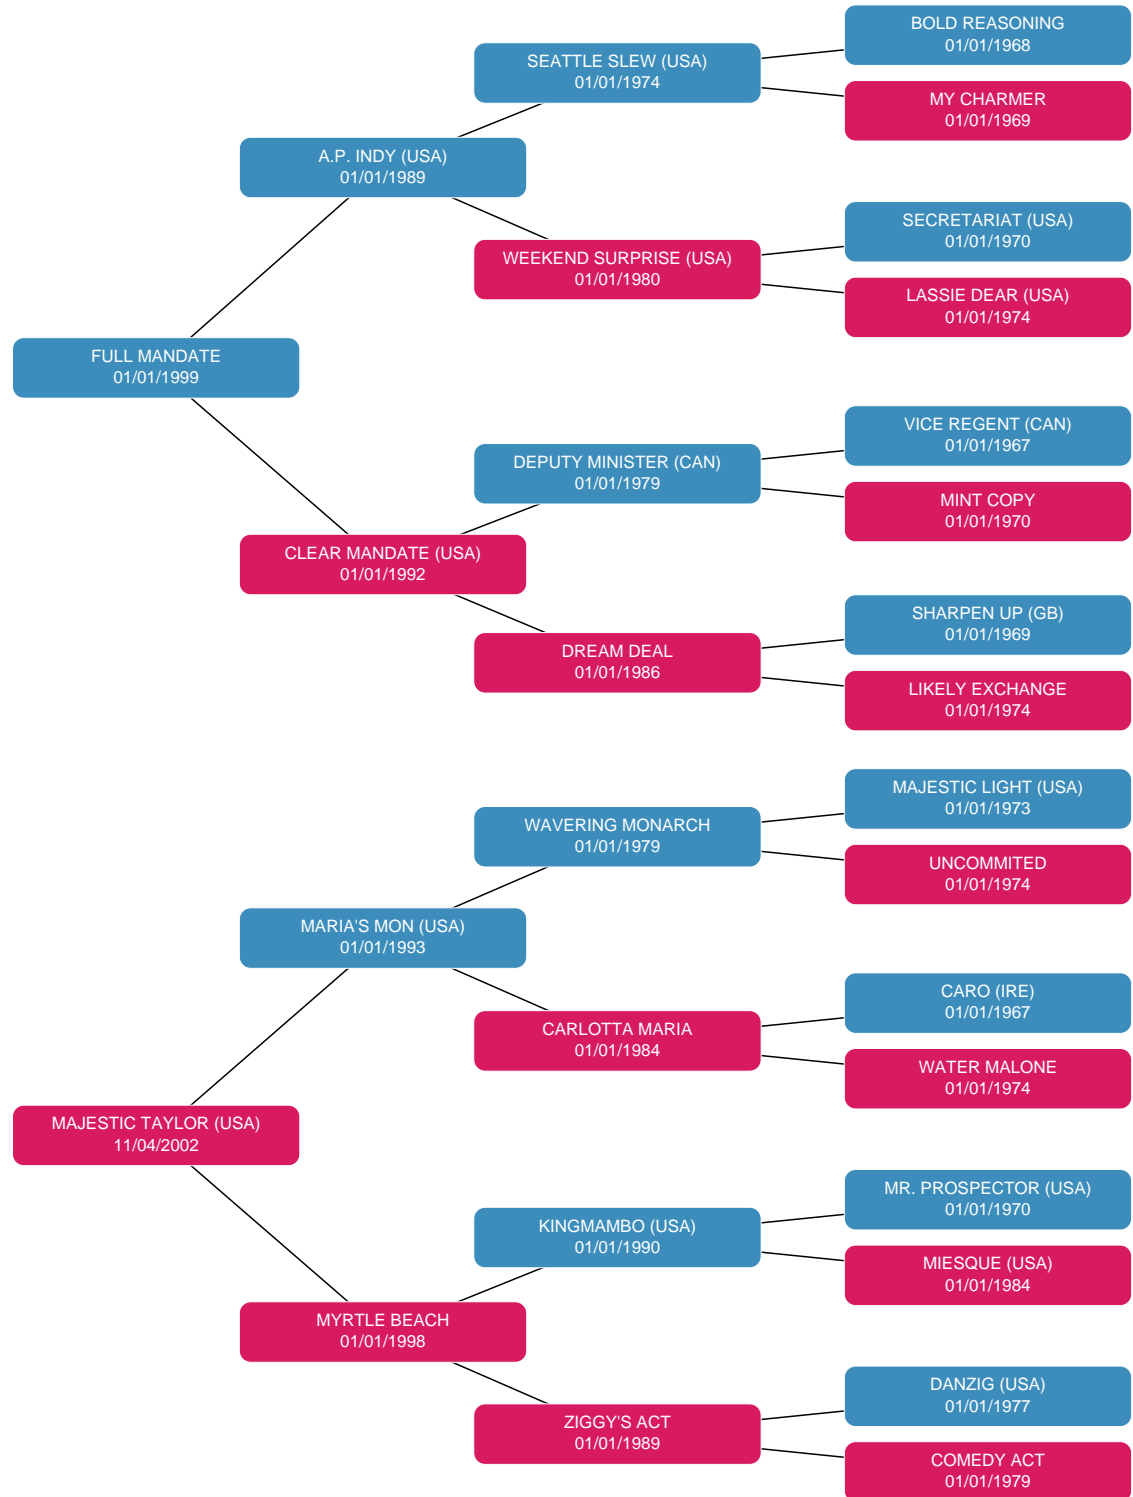 BOLD REASONING
01/01/1968
SEATTLE SLEW (USA)
01/01/1974
MY CHARMER
01/01/1969
A.P. INDY (USA)
01/01/1989
SECRETARIAT (USA)
01/01/1970
WEEKEND SURPRISE (USA)
01/01/1980
LASSIE DEAR (USA)
01/01/1974
FULL MANDATE
01/01/1999
VICE REGENT (CAN)
01/01/1967
DEPUTY MINISTER (CAN)
01/01/1979
MINT COPY
01/01/1970
CLEAR MANDATE (USA)
01/01/1992
SHARPEN UP (GB)
01/01/1969
DREAM DEAL
01/01/1986
LIKELY EXCHANGE
01/01/1974
MAJESTIC LIGHT (USA)
01/01/1973
WAVERING MONARCH
01/01/1979
UNCOMMITED
01/01/1974
MARIA'S MON (USA)
01/01/1993
CARO (IRE)
01/01/1967
CARLOTTA MARIA
01/01/1984
WATER MALONE
01/01/1974
MAJESTIC TAYLOR (USA)
11/04/2002
MR. PROSPECTOR (USA)
01/01/1970
KINGMAMBO (USA)
01/01/1990
MIESQUE (USA)
01/01/1984
MYRTLE BEACH
01/01/1998
DANZIG (USA)
01/01/1977
ZIGGY'S ACT
01/01/1989
COMEDY ACT
01/01/1979